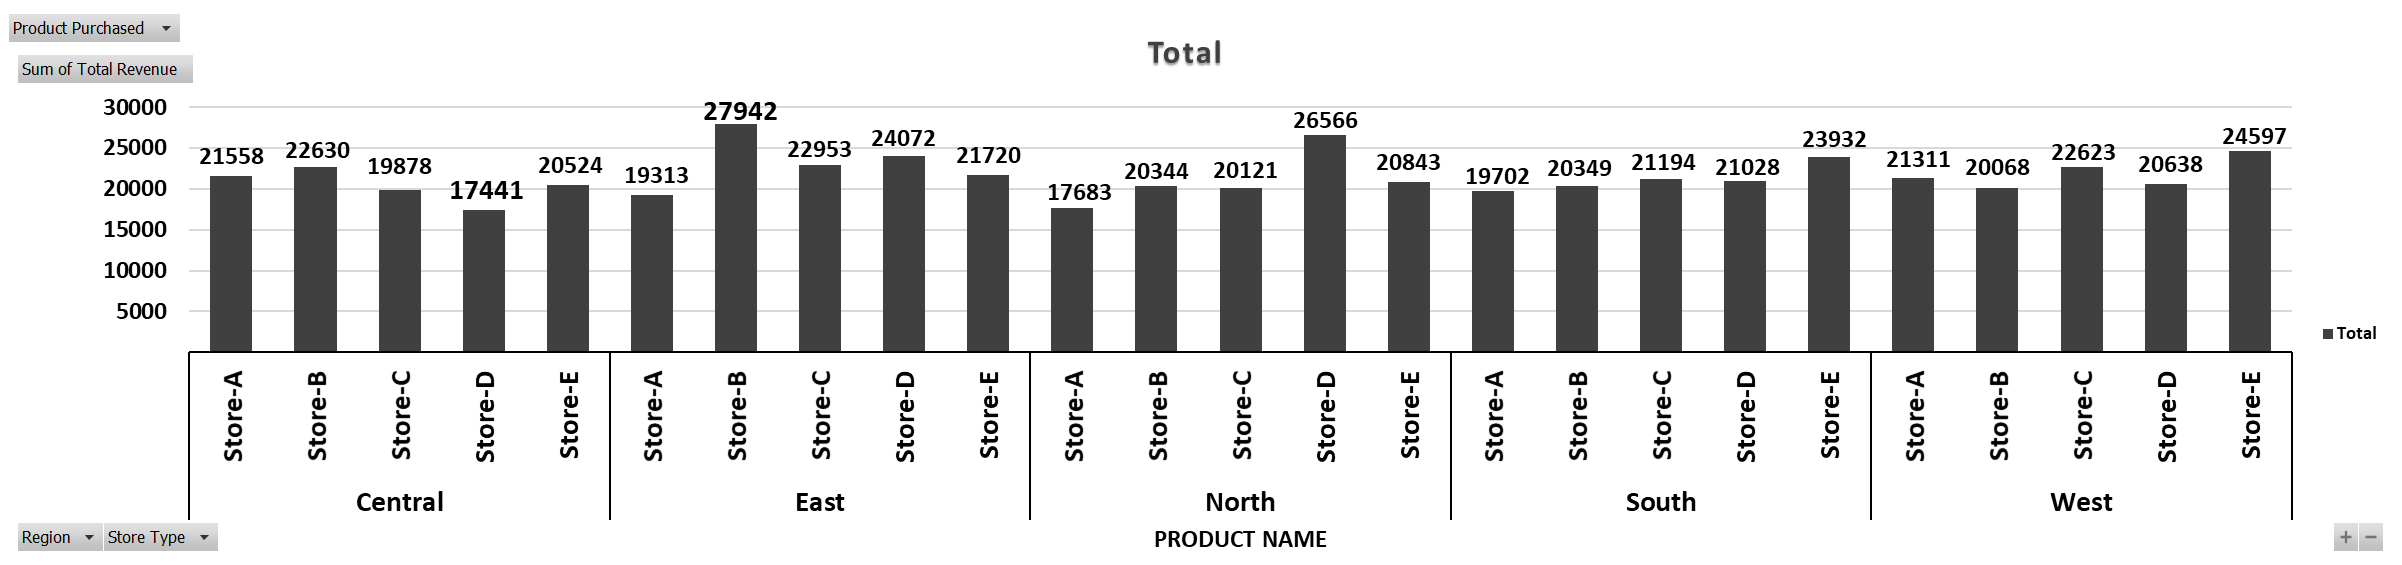 Product Purchased
Total
Sum of Total Revenue
30000
25000
20000
15000
10000
5000
21558 22630 19878 17441 20524 19313 27942 22953 24072 21720 17683 20344 20121 26566 20843 19702 20349 21194 21028 23932 21311 20068 22623 20638 24597
Total
Store-A Store-B Store-C Store-D Store-E Store-A Store-B Store-C Store-D Store-E Store-A Store-B Store-C Store-D Store-E Store-A Store-B Store-C Store-D Store-E Store-A Store-B Store-C Store-D Store-E
Central East North South West
Region Store Type
PRODUCT NAME
+ −